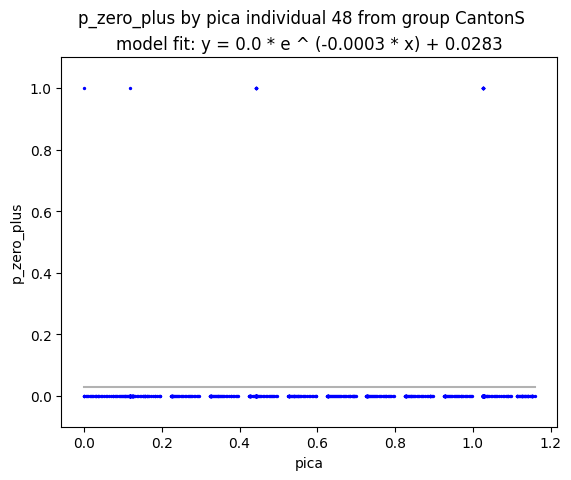 p_zero_plus by pica individual 48 from group CantonS
model fit: y = 0.0 * e ^ (-0.0003 * x) + 0.0283
1.0
0.8
0.6
0.4
0.2
0.0
p_zero_plus
0.0 0.2 0.4 0.6 0.8 1.0 1.2
pica